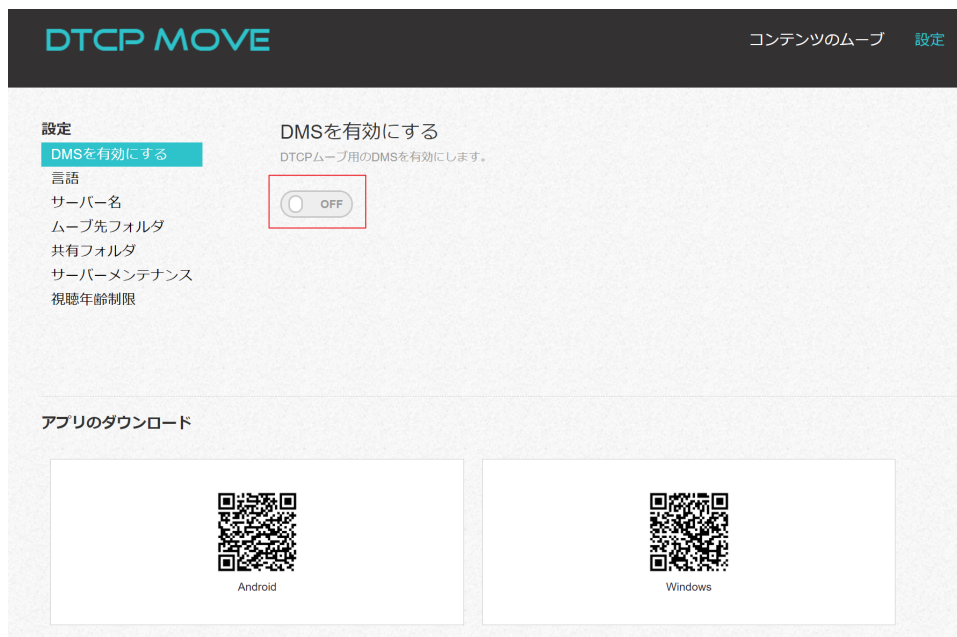 DTCP MOVE
コンテンツのムーブ 設定
設定
DMSを有効にする
言語
サーバー名
ムーブ先フォルダ
共有フォルダ
サーバーメンテナンス
視聴年齢制限
DMSを有効にする
DTCPムーブ用のDMSを有効にします。
OFF
アプリのダウンロード
Android
Windows